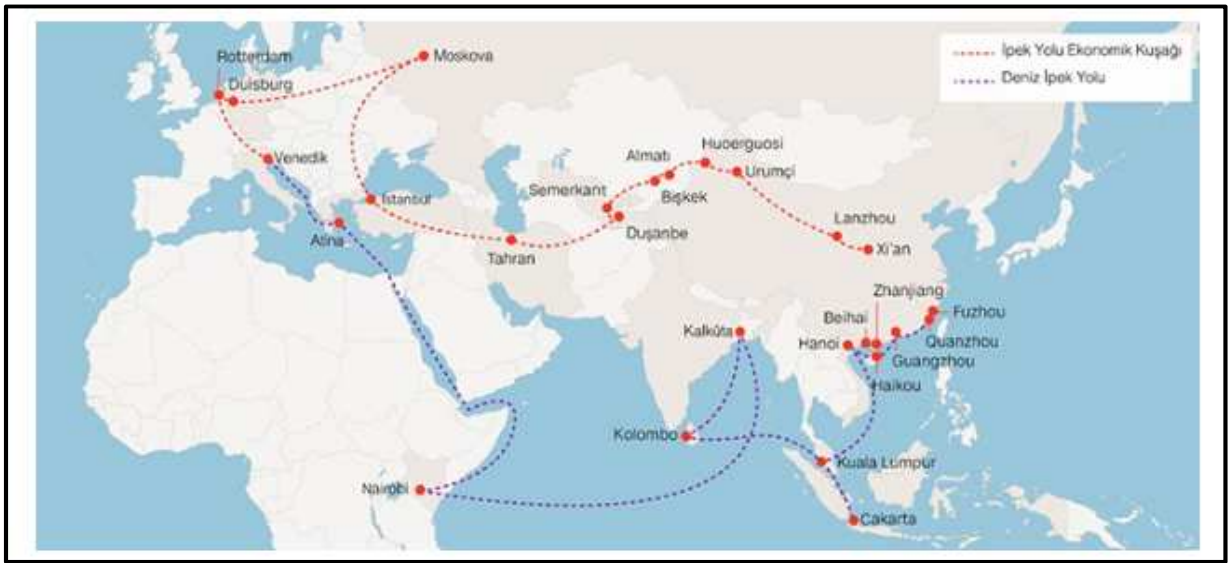 Rotterdam
Duisburg
Moskova
İpek Yolu Ekonomik Kuşağı
Deniz İpek Yolu
Venedik
İstanbul
Atina
Tahran
Semerkant
Almatı
Bişkek
Duşanbe
Huoerguosi
Urumçi
Lanzhou
Xi'an
Zhanjiang
Beihai
Fuzhou
Kalküta
Hanoi
Quanzhou
Guangzhou
Haikou
Kolombo
Kuala Lumpur
Nairobi
Cakarta